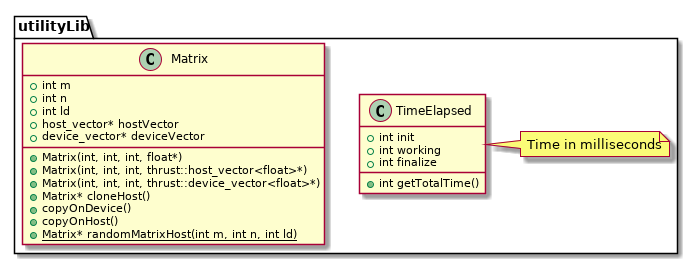 utilityLib
C Matrix
int m
int n
int ld
host_vector* hostVector
device_vector* deviceVector
Matrix(int, int, int, float*)
Matrix(int, int, int, thrust::host_vector<float>*)
Matrix(int, int, int, thrust::device_vector<float>*)
Matrix* cloneHost()
copyOnDevice()
copyOnHost()
Matrix* randomMatrixHost(int m, int n, int ld)
C TimeElapsed
int init
int working
int finalize
int getTotalTime()
Time in milliseconds